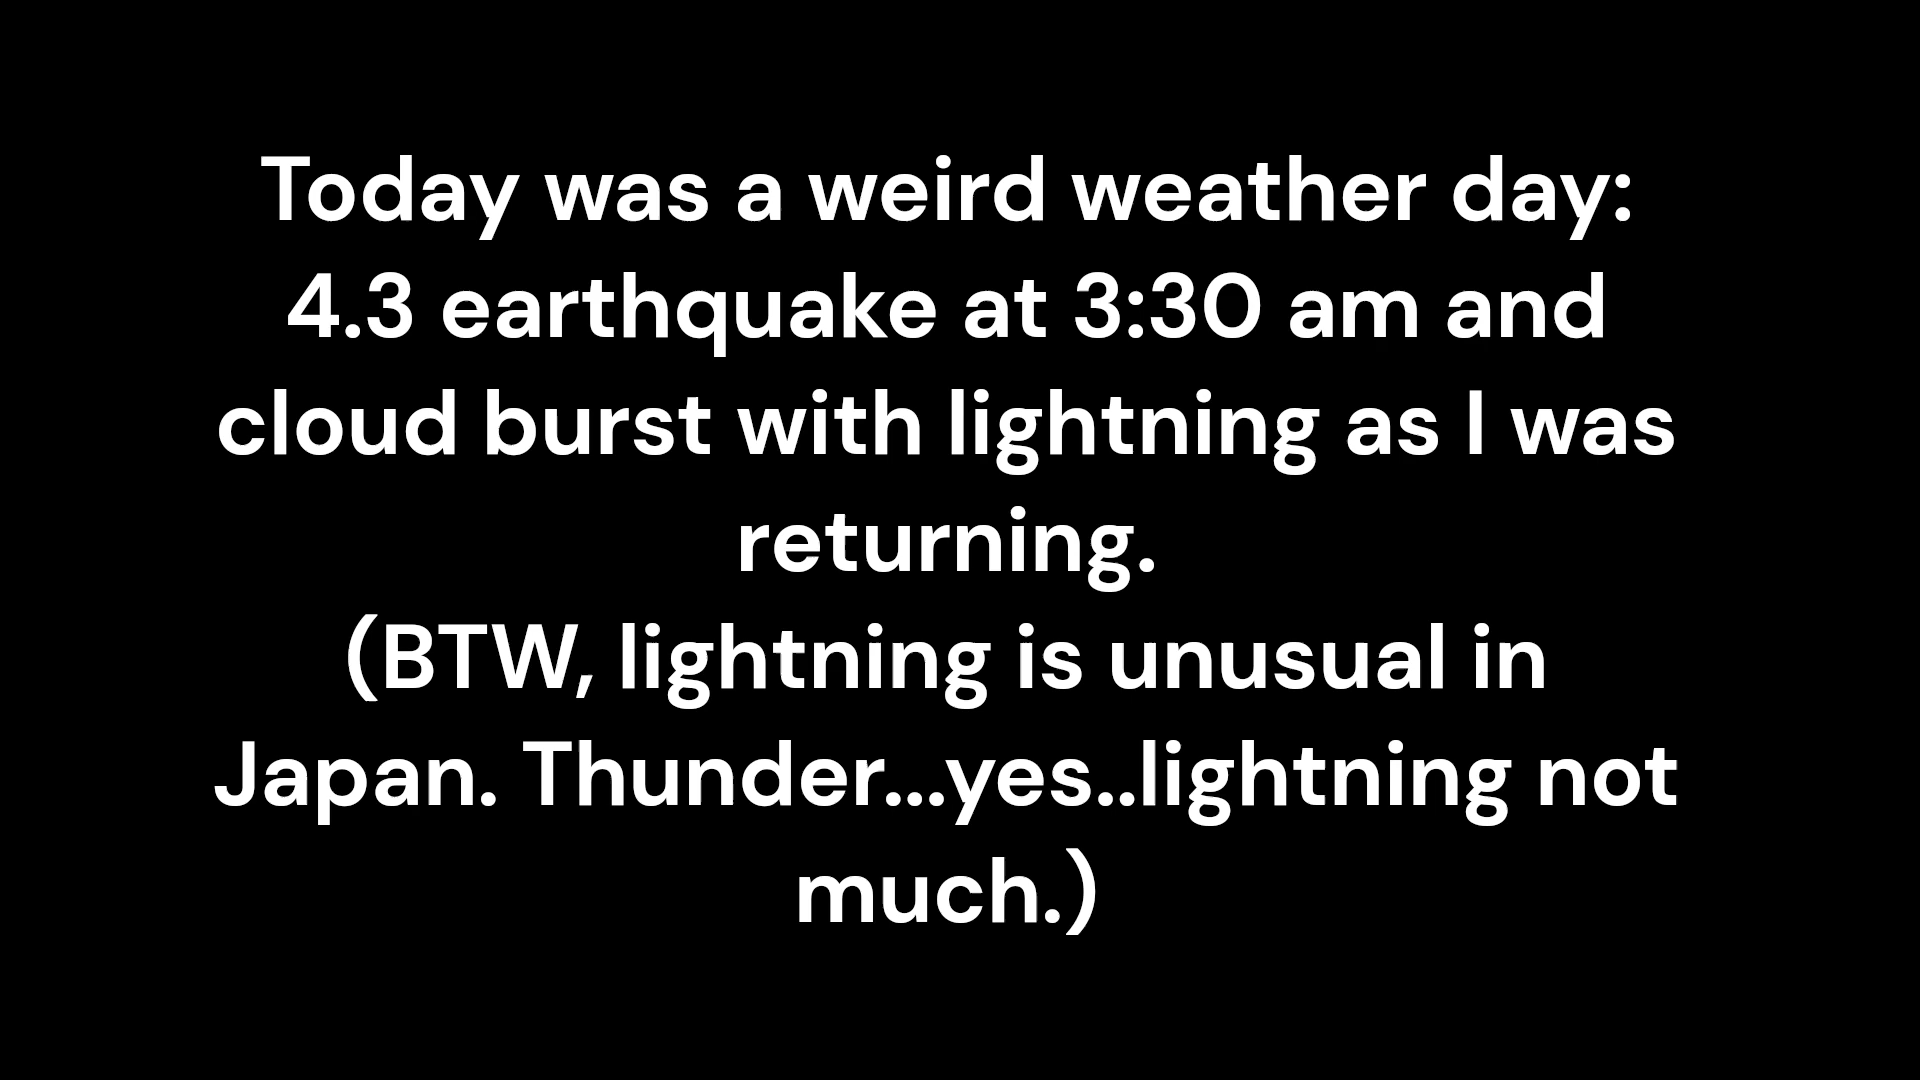 Today was a weird weather day:
4.3 earthquake at 3:30 am and
cloud burst with lightning as I was
returning.
(BTW, lightning is unusual in
Japan. Thunder...yes..lightning not
much.)